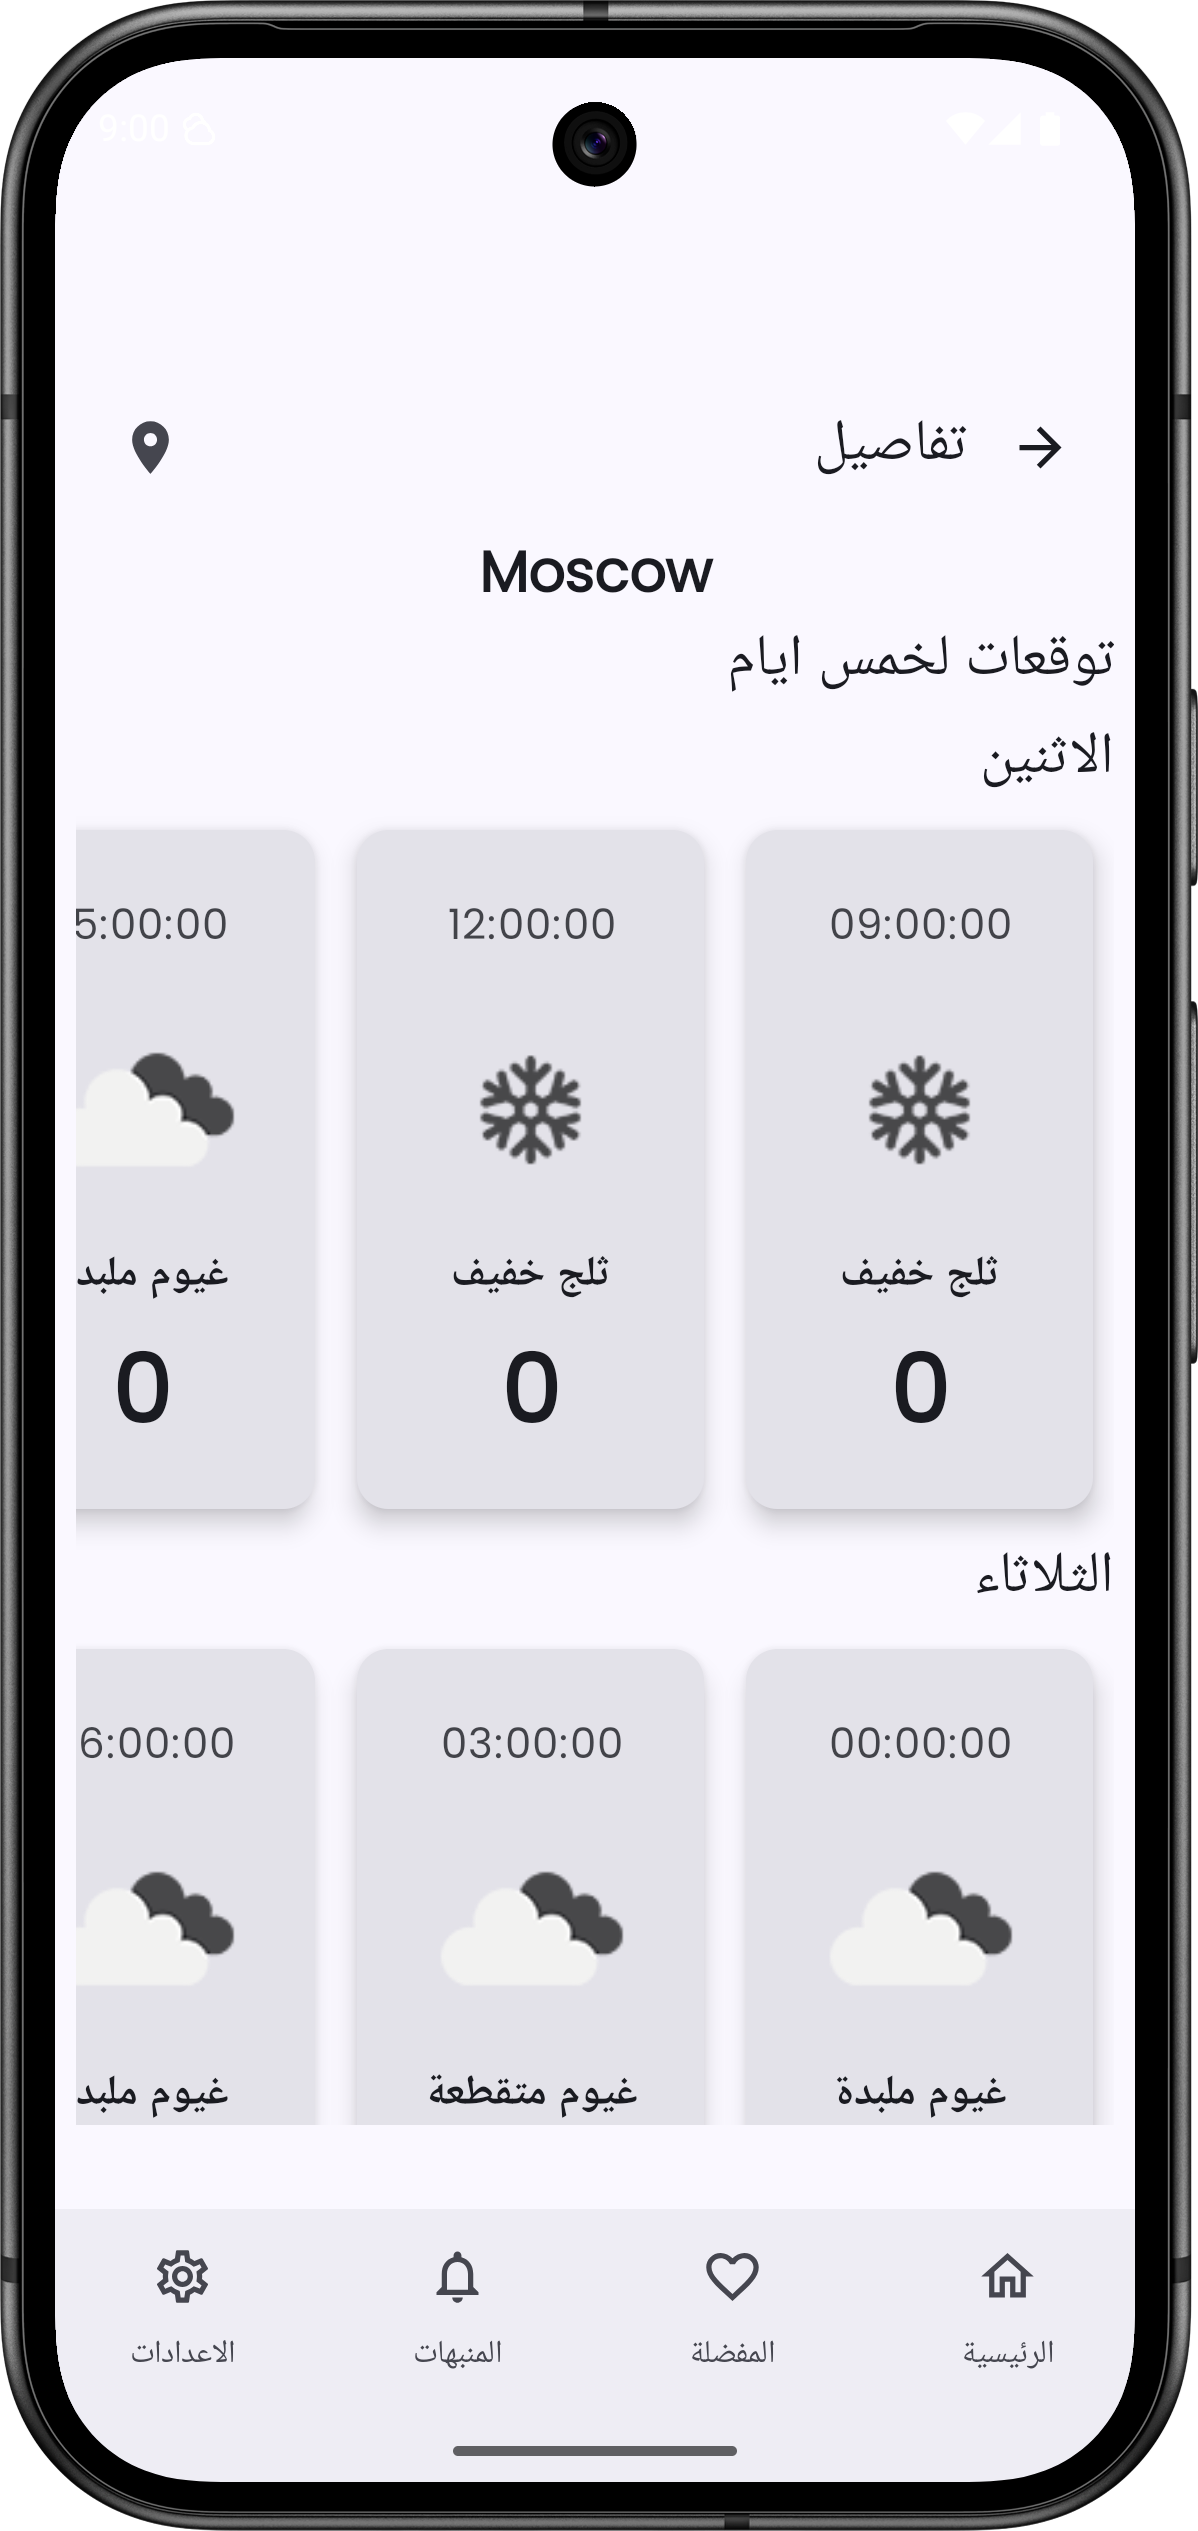 9:00
تفاصيل
Moscow
توقعات لخمس ايام
الاثنين
09:00:00
12:00:00
5:00:00
ثلج خفيف
ثلج خفيف
غيوم ملبد
0
0
0
الثلاثاء
00:00:00
03:00:00
6:00:00
غيوم ملبدة
غيوم متقطعة
غيوم ملبد
الرئيسية
المفضلة
المنبهات
الاعدادات